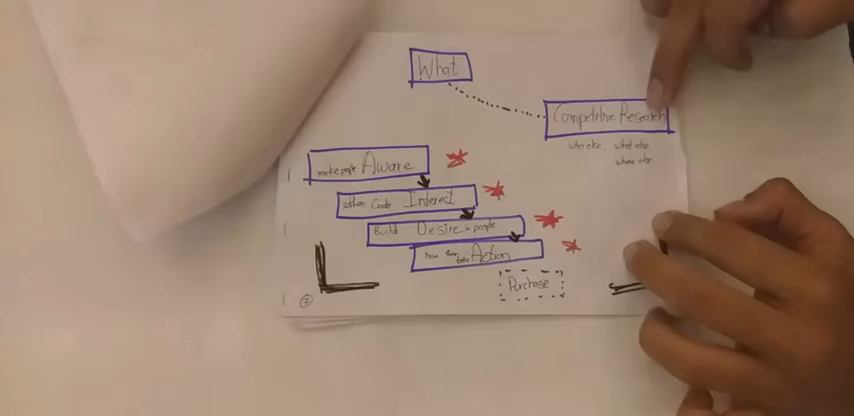 What
Competitive Research
who else, what else
where else
make people Aware
Create Interest
Build Desire in people
have them take Action
Purchase